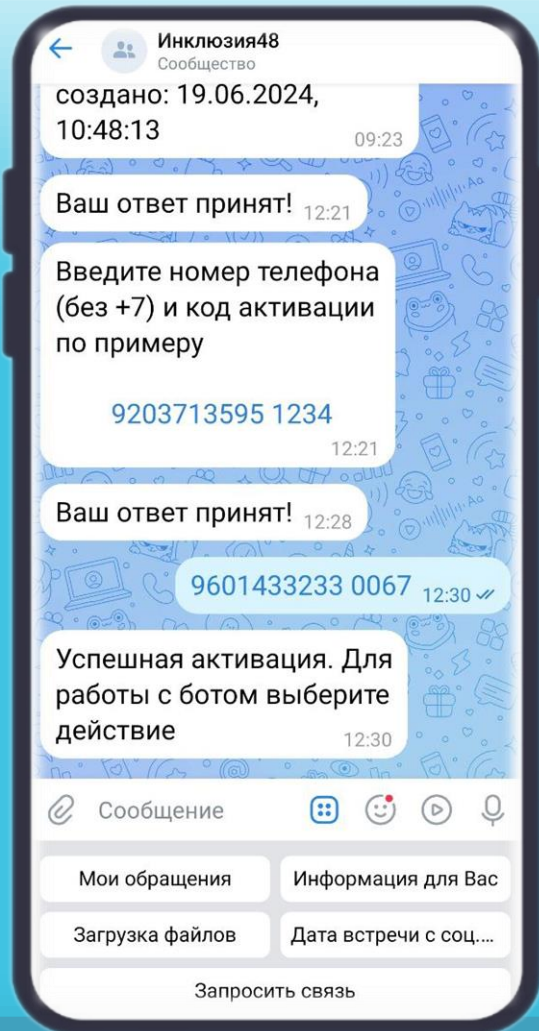 Инклюзия48
Сообщество
создано: 19.06.2024,
10:48:13
09:23
Ваш ответ принят! 12:21
Введите номер телефона
(без +7) и код активации
по примеру
9203713595 1234
12:21
Ваш ответ принят! 12:28
9601433233 0067 12:30
Успешная активация. Для
работы с ботом выберите
действие
12:30
Сообщение
Мои обращения
Информация для Вас
Загрузка файлов
Дата встречи с соц....
Запросить связь